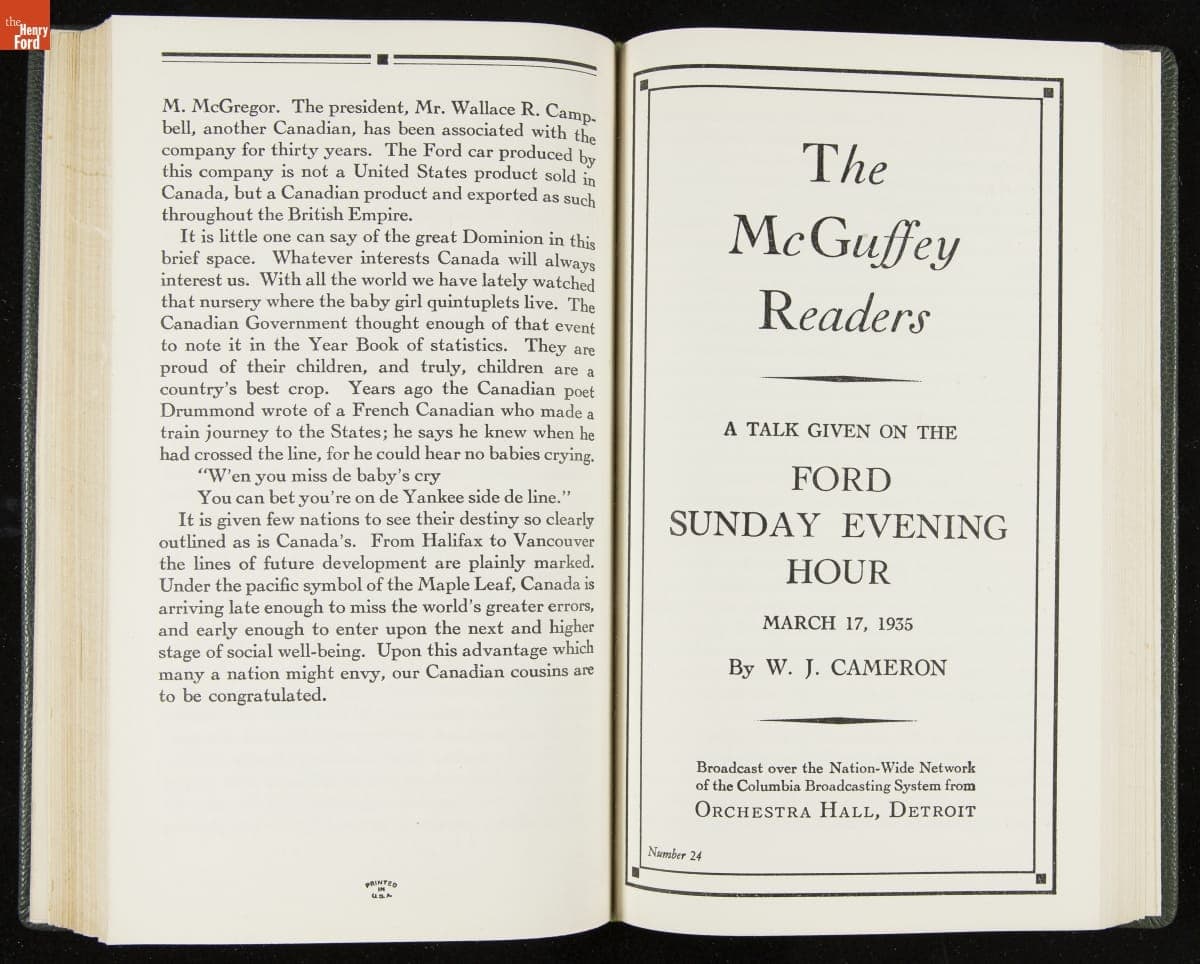 the
Henry
Ford
M. McGregor. The president, Mr. Wallace R. Camp-
bell, another Canadian, has been associated with the
company for thirty years. The Ford car produced by
this company is not a United States product sold in
Canada, but a Canadian product and exported as such
throughout the British Empire.
It is little one can say of the great Dominion in this
brief space. Whatever interests Canada will always
interest us. With all the world we have lately watched
that nursery where the baby girl quintuplets live. The
Canadian Government thought enough of that event
to note it in the Year Book of statistics. They are
proud of their children, and truly, children are a
country's best crop. Years ago the Canadian poet
Drummond wrote of a French Canadian who made a
train journey to the States; he says he knew when he
had crossed the line, for he could hear no babies crying.
"W'en you miss de baby's cry
You can bet you're on de Yankee side de line."
It is given few nations to see their destiny so clearly
outlined as is Canada's. From Halifax to Vancouver
the lines of future development are plainly marked.
Under the pacific symbol of the Maple Leaf, Canada is
arriving late enough to miss the world's greater errors,
and early enough to enter upon the next and higher
stage of social well-being. Upon this advantage which
many a nation might envy, our Canadian cousins are
to be congratulated.
PRINTED
IN
U.S.A.
The
McGuffey
Readers
A TALK GIVEN ON THE
FORD
SUNDAY EVENING
HOUR
MARCH 17, 1935
By W. J. CAMERON
Broadcast over the Nation-Wide Network
of the Columbia Broadcasting System from
ORCHESTRA HALL, DETROIT
Number 24